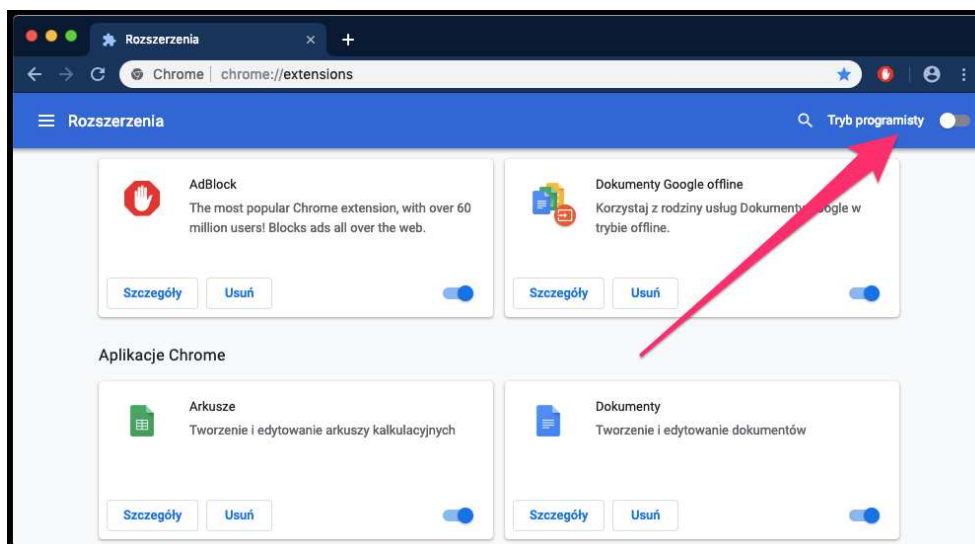 Rozszerzenia
Chrome | chrome://extensions
Rozszerzenia
Tryb programisty
AdBlock
The most popular Chrome extension, with over 60
million users! Blocks ads all over the web.
Szczegóły
Usuń
Dokumenty Google offline
Korzystaj z rodziny usług Dokumenty Google w
trybie offline.
Szczegóły
Usuń
Aplikacje Chrome
Arkusze
Tworzenie i edytowanie arkuszy kalkulacyjnych
Szczegóły
Usuń
Dokumenty
Tworzenie i edytowanie dokumentów
Szczegóły
Usuń